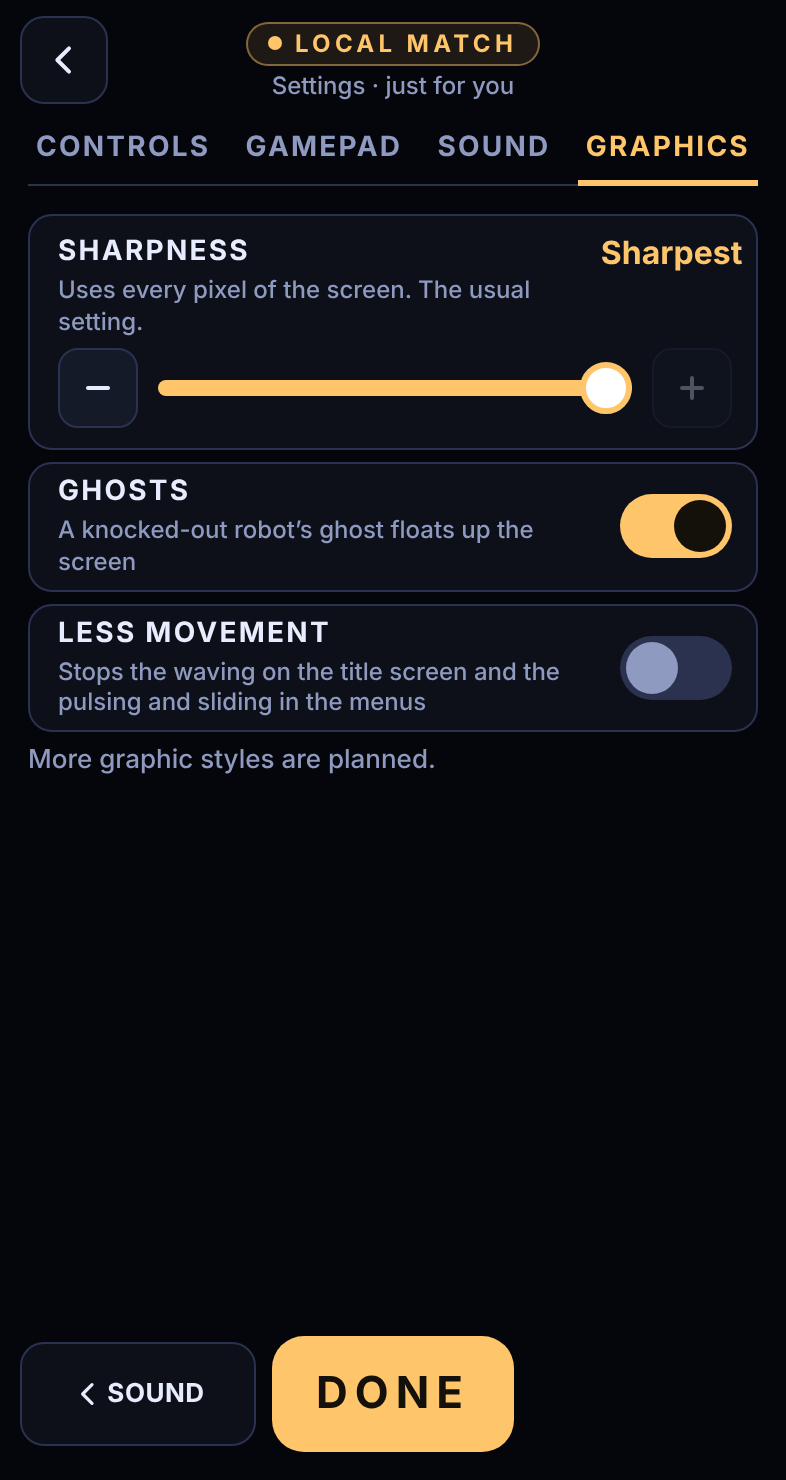 LOCAL MATCH
Settings · just for you
CONTROLS GAMEPAD SOUND GRAPHICS
SHARPNESS
Sharpest
Uses every pixel of the screen. The usual
setting.
GHOSTS
A knocked-out robot’s ghost floats up the
screen
LESS MOVEMENT
Stops the waving on the title screen and the
pulsing and sliding in the menus
More graphic styles are planned.
SOUND
DONE